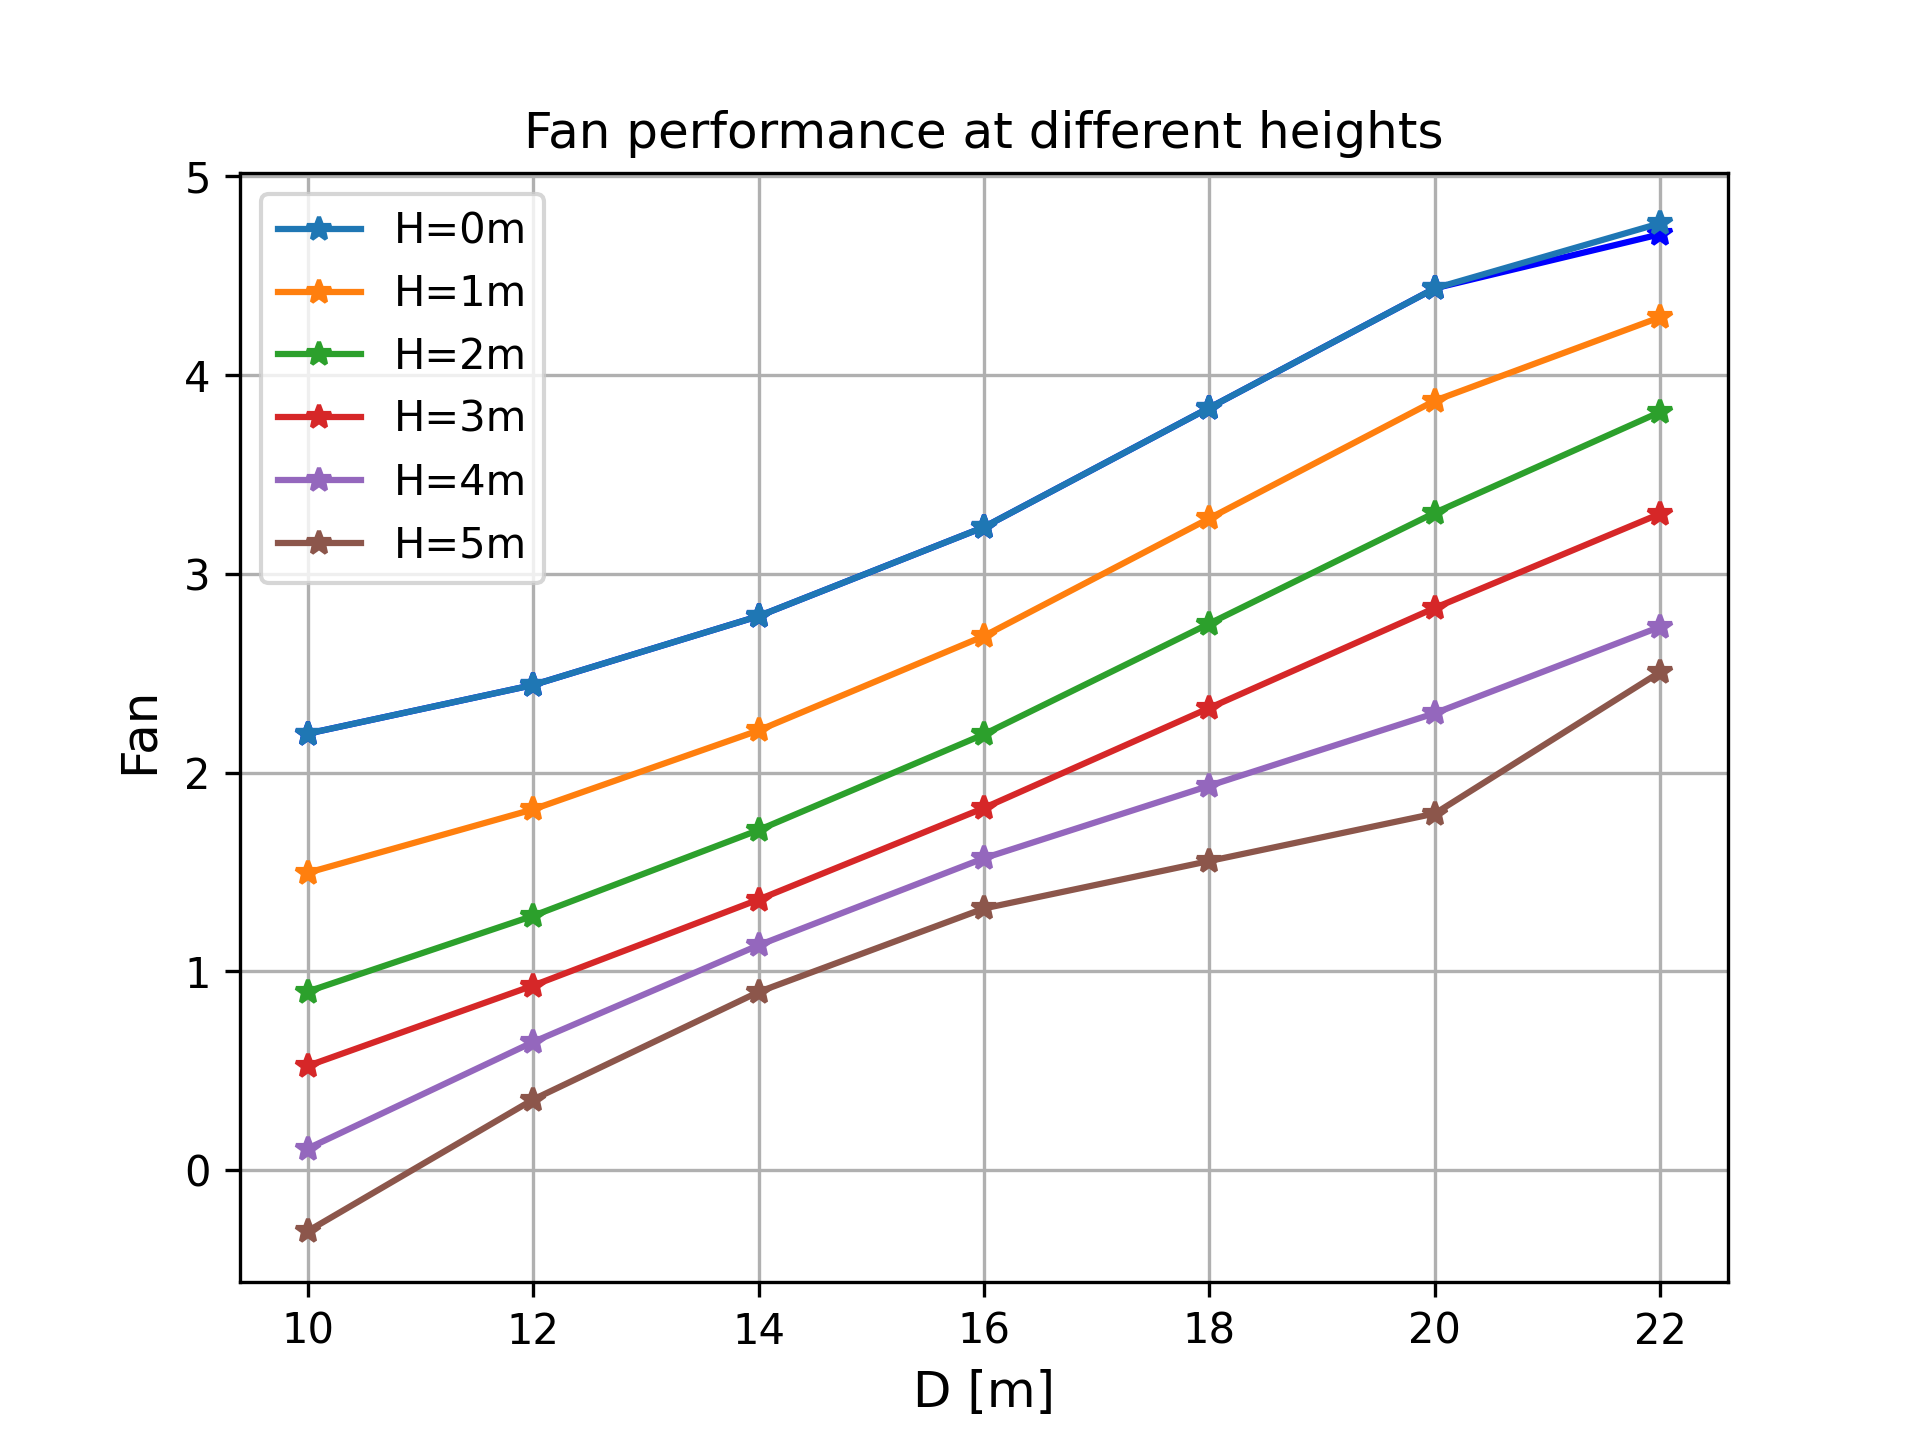 Fan performance at different heights
5
4
3
2
1
0
Fan
H=0m
H=1m
H=2m
H=3m
H=4m
H=5m
10 12 14 16 18 20 22
D [m]